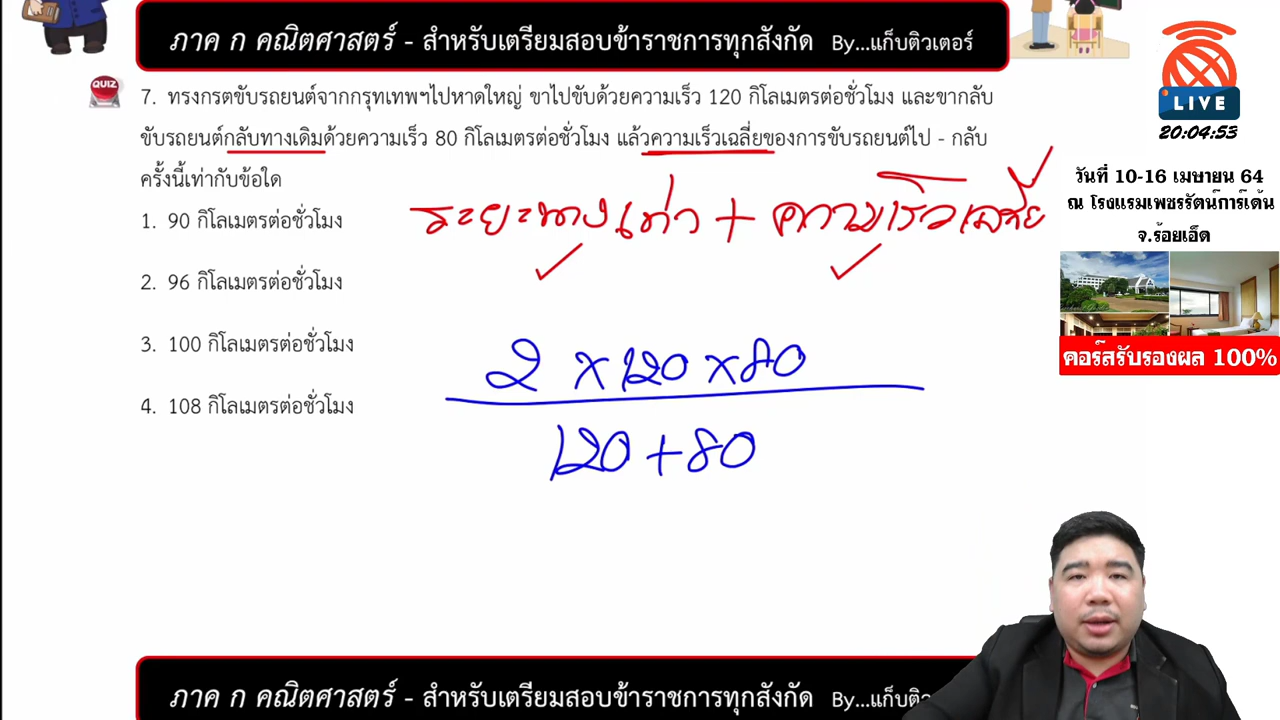 ภาค ก คณิตศาสตร์ - สำหรับเตรียมสอบข้าราชการทุกสังกัด By...แก็บติวเตอร์
QUIZ
7. ทรงกรตขับรถยนต์จากกรุทเทพฯไปหาดใหญ่ ขาไปขับด้วยความเร็ว 120 กิโลเมตรต่อชั่วโมง และขากลับ
ขับรถยนต์กลับทางเดิมด้วยความเร็ว 80 กิโลเมตรต่อชั่วโมง แล้วความเร็วเฉลี่ยของการขับรถยนต์ไป - กลับ
ครั้งนี้เท่ากับข้อใด
1. 90 กิโลเมตรต่อชั่วโมง
2. 96 กิโลเมตรต่อชั่วโมง
3. 100 กิโลเมตรต่อชั่วโมง
4. 108 กิโลเมตรต่อชั่วโมง
ระยะทางเท่า + ความเร็วเฉลี่ย
2 × 120 × 80
120 + 80
LIVE
20:04:53
วันที่ 10-16 เมษายน 64
ณ โรงแรมเพชรรัตน์การ์เด้น
จ.ร้อยเอ็ด
คอร์สรับรองผล 100%
ภาค ก คณิตศาสตร์ - สำหรับเตรียมสอบข้าราชการทุกสังกัด By...แก็บติว